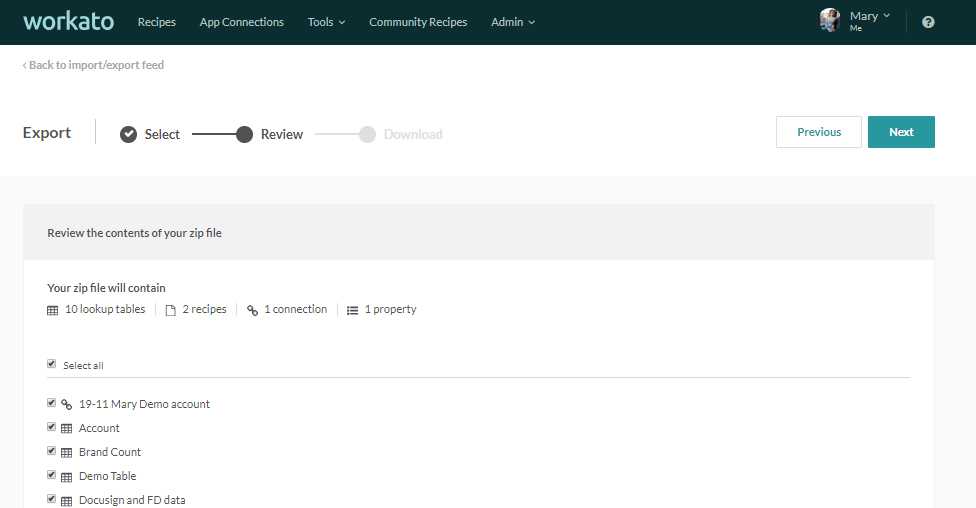 workato Recipes App Connections Tools Community Recipes Admin Mary
Me
?
‹ Back to import/export feed
Export Select Review Download Previous Next
Review the contents of your zip file
Your zip file will contain
10 lookup tables 2 recipes 1 connection 1 property
Select all
19-11 Mary Demo account
Account
Brand Count
Demo Table
Docusign and FD data